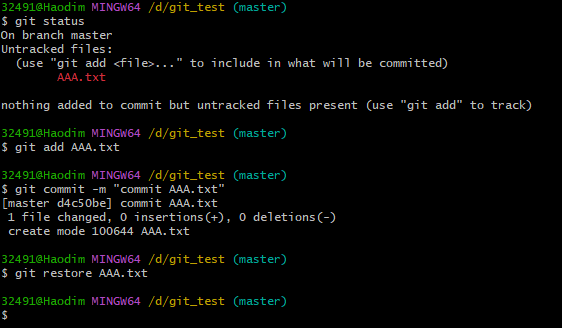 32491@Haodim MINGW64 /d/git_test (master)
$ git status
On branch master
Untracked files:
  (use "git add <file>..." to include in what will be committed)
        AAA.txt

nothing added to commit but untracked files present (use "git add" to track)

32491@Haodim MINGW64 /d/git_test (master)
$ git add AAA.txt

32491@Haodim MINGW64 /d/git_test (master)
$ git commit -m "commit AAA.txt"
[master d4c50be] commit AAA.txt
 1 file changed, 0 insertions(+), 0 deletions(-)
 create mode 100644 AAA.txt

32491@Haodim MINGW64 /d/git_test (master)
$ git restore AAA.txt

32491@Haodim MINGW64 /d/git_test (master)
$